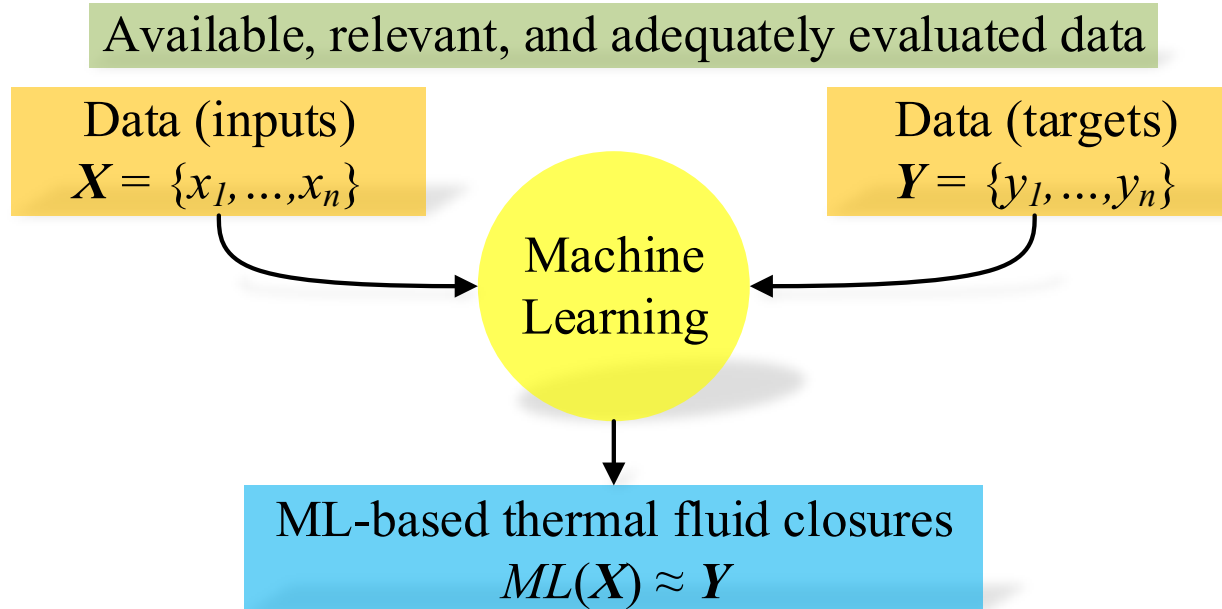 Available, relevant, and adequately evaluated data
Data (inputs)
X = {x1,...,xn}
Data (targets)
Y = {y1,...,yn}
Machine
Learning
ML-based thermal fluid closures
ML(X) ≈ Y